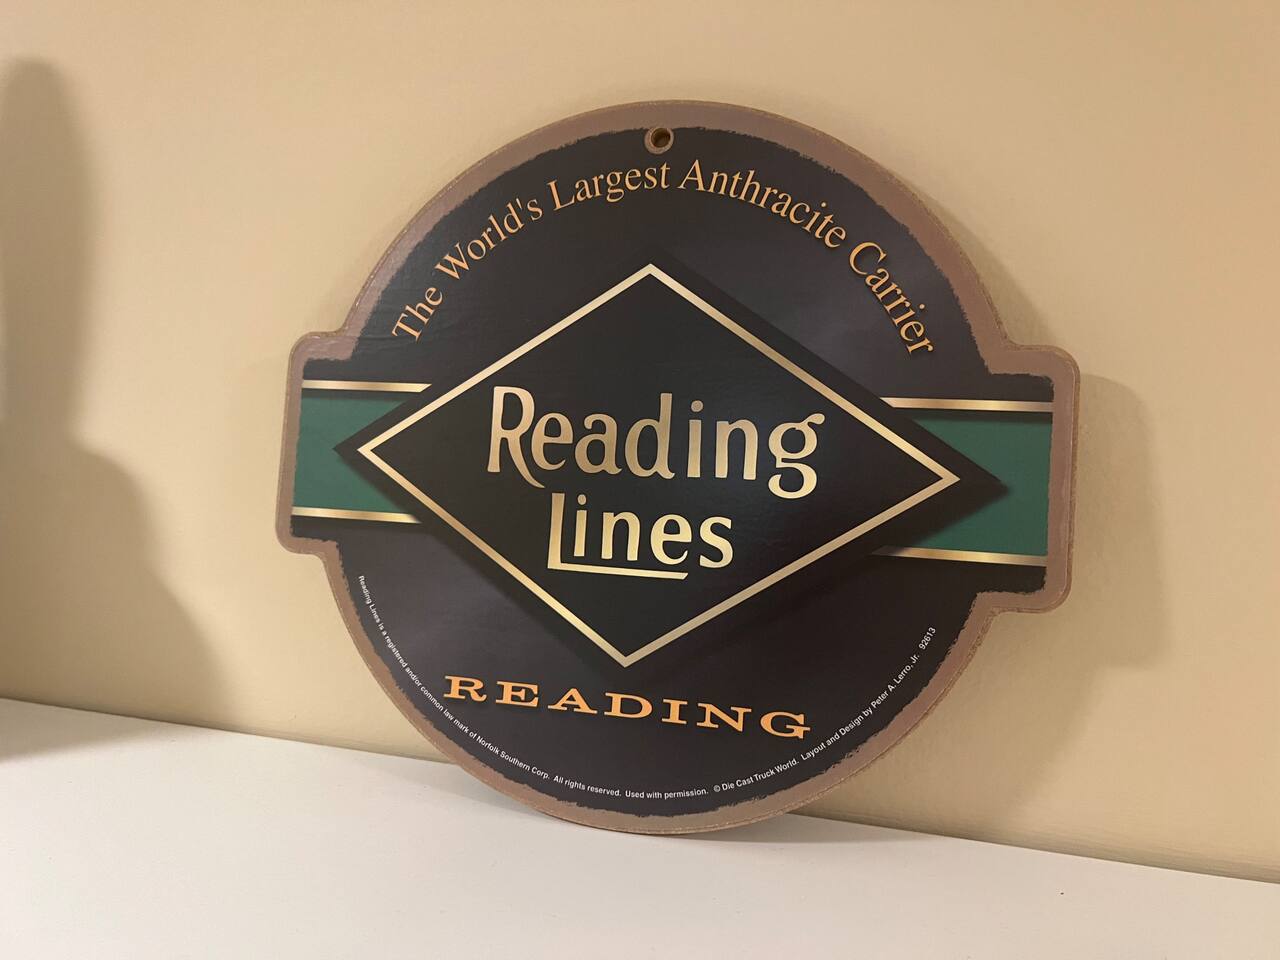 The World's Largest Anthracite Carrier
Reading
Lines
READING
Reading Lines is a registered and/or common law mark of Norfolk Southern Corp. All rights reserved. Used with permission. © Die Cast Truck World. Layout and Design by Peter A. Lerro, Jr. 92613